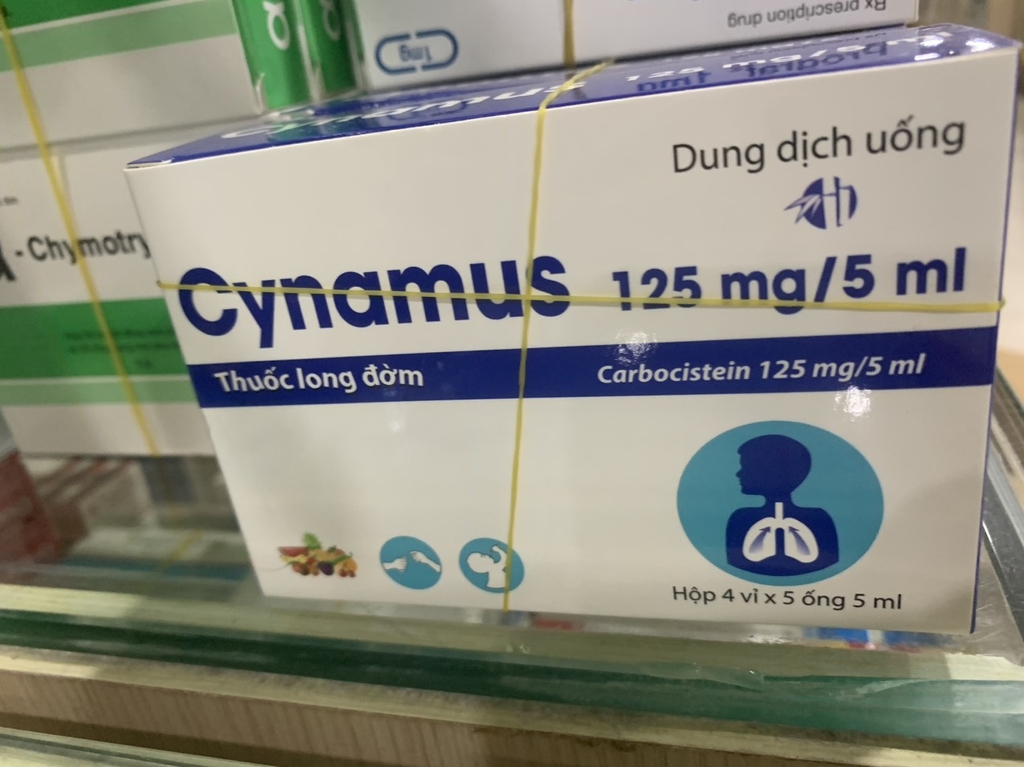 Rx prescription drug
1mg
Dung dịch uống
- Chymotry
Cynamus 125 mg/5 ml
Thuốc long đờm
Carbocistein 125 mg/5 ml
Hộp 4 vỉ x 5 ống 5 ml